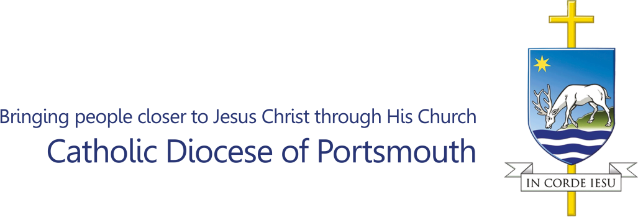 Bringing people closer to Jesus Christ through His Church
Catholic Diocese of Portsmouth
IN CORDE IESU